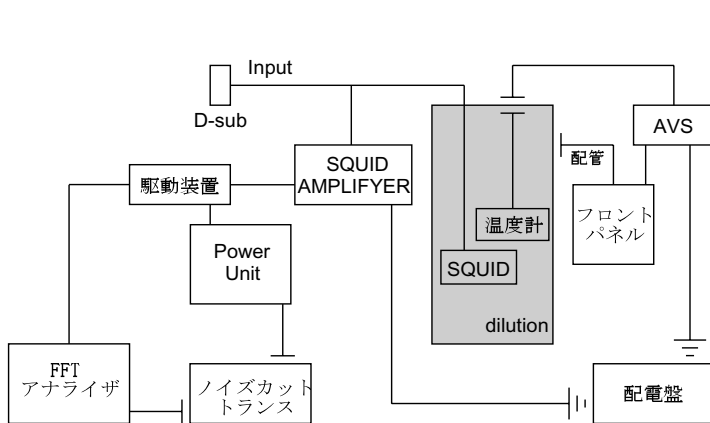 Input
D-sub
SQUID
AMPLIFYER
駆動装置
Power
Unit
FFT
アナライザ
ノイズカット
トランス
温度計
SQUID
dilution
配管
フロント
パネル
AVS
配電盤